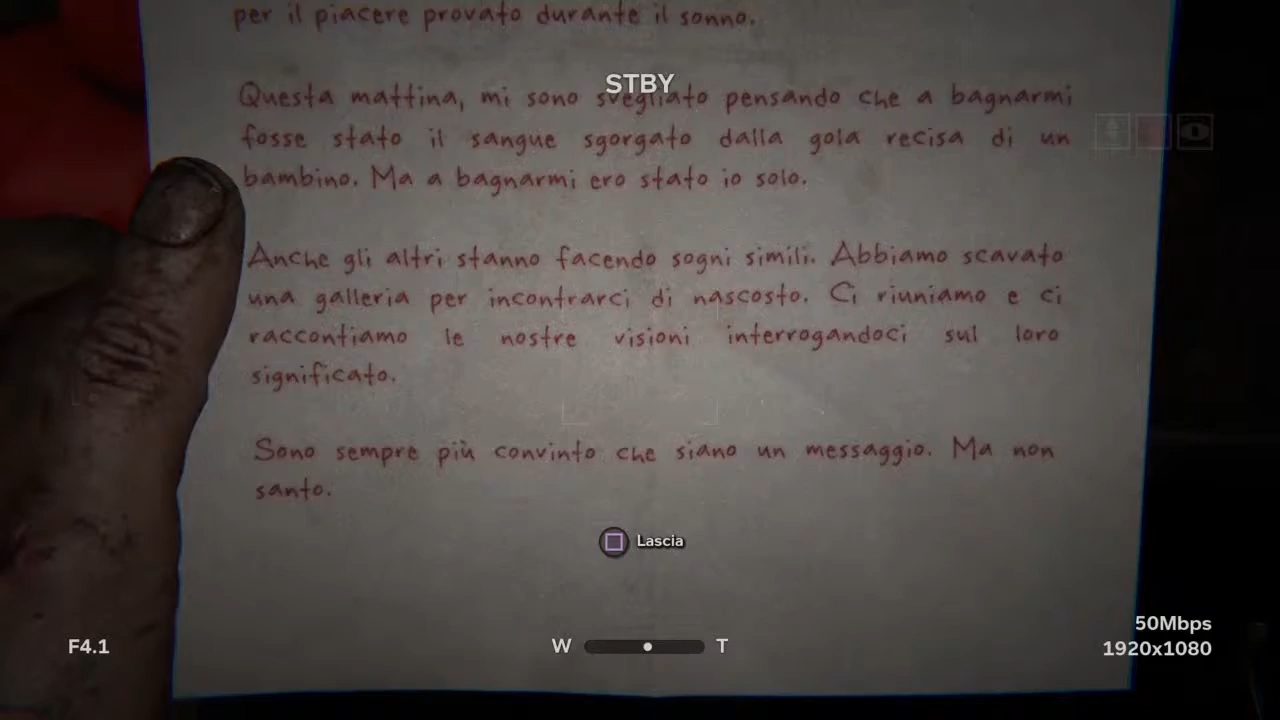 per il piacere provato durante il sonno.
STBY
Questa mattina, mi sono svegliato pensando che a bagnarmi
fosse stato il sangue sgorgato dalla gola recisa di un
bambino. Ma a bagnarmi ero stato io solo.
Anche gli altri stanno facendo sogni simili. Abbiamo scavato
una galleria per incontrarci di nascosto. Ci riuniamo e ci
raccontiamo le nostre visioni interrogandoci sul loro
significato.
Sono sempre più convinto che siano un messaggio. Ma non
santo.
Lascia
50Mbps
F4.1
W T
1920x1080